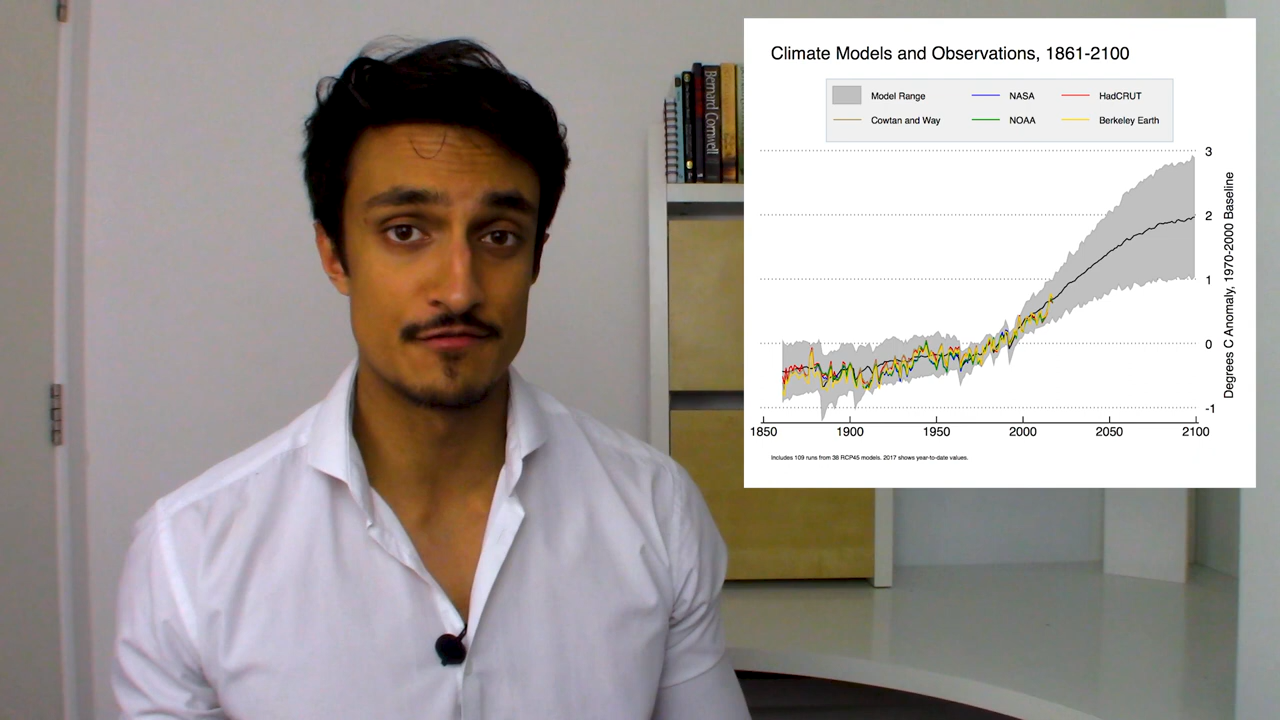 Bernard Cornwell
Climate Models and Observations, 1861-2100
Model Range NASA HadCRUT
Cowtan and Way NOAA Berkeley Earth
3
2
1
0
-1
Degrees C Anomaly, 1970-2000 Baseline
1850 1900 1950 2000 2050 2100
Includes 109 runs from 38 RCP45 models. 2017 shows year-to-date values.